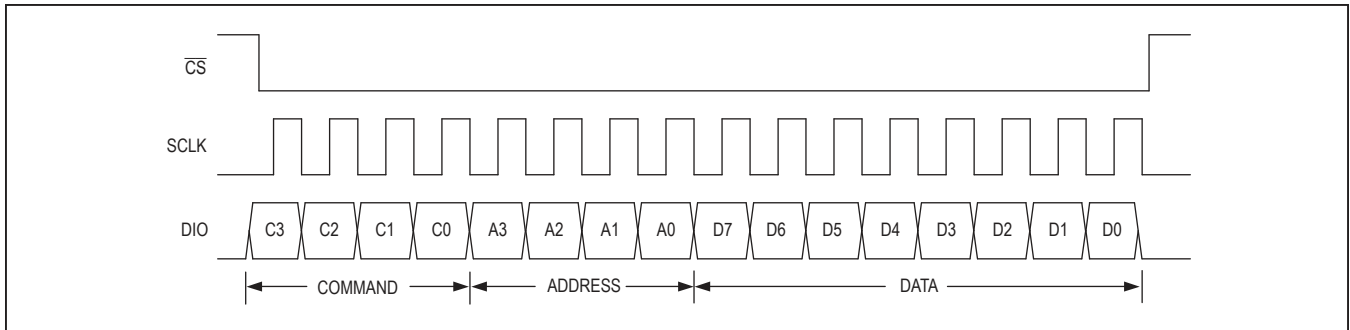 CS
SCLK
DIO C3 C2 C1 C0 A3 A2 A1 A0 D7 D6 D5 D4 D3 D2 D1 D0
COMMAND ADDRESS DATA